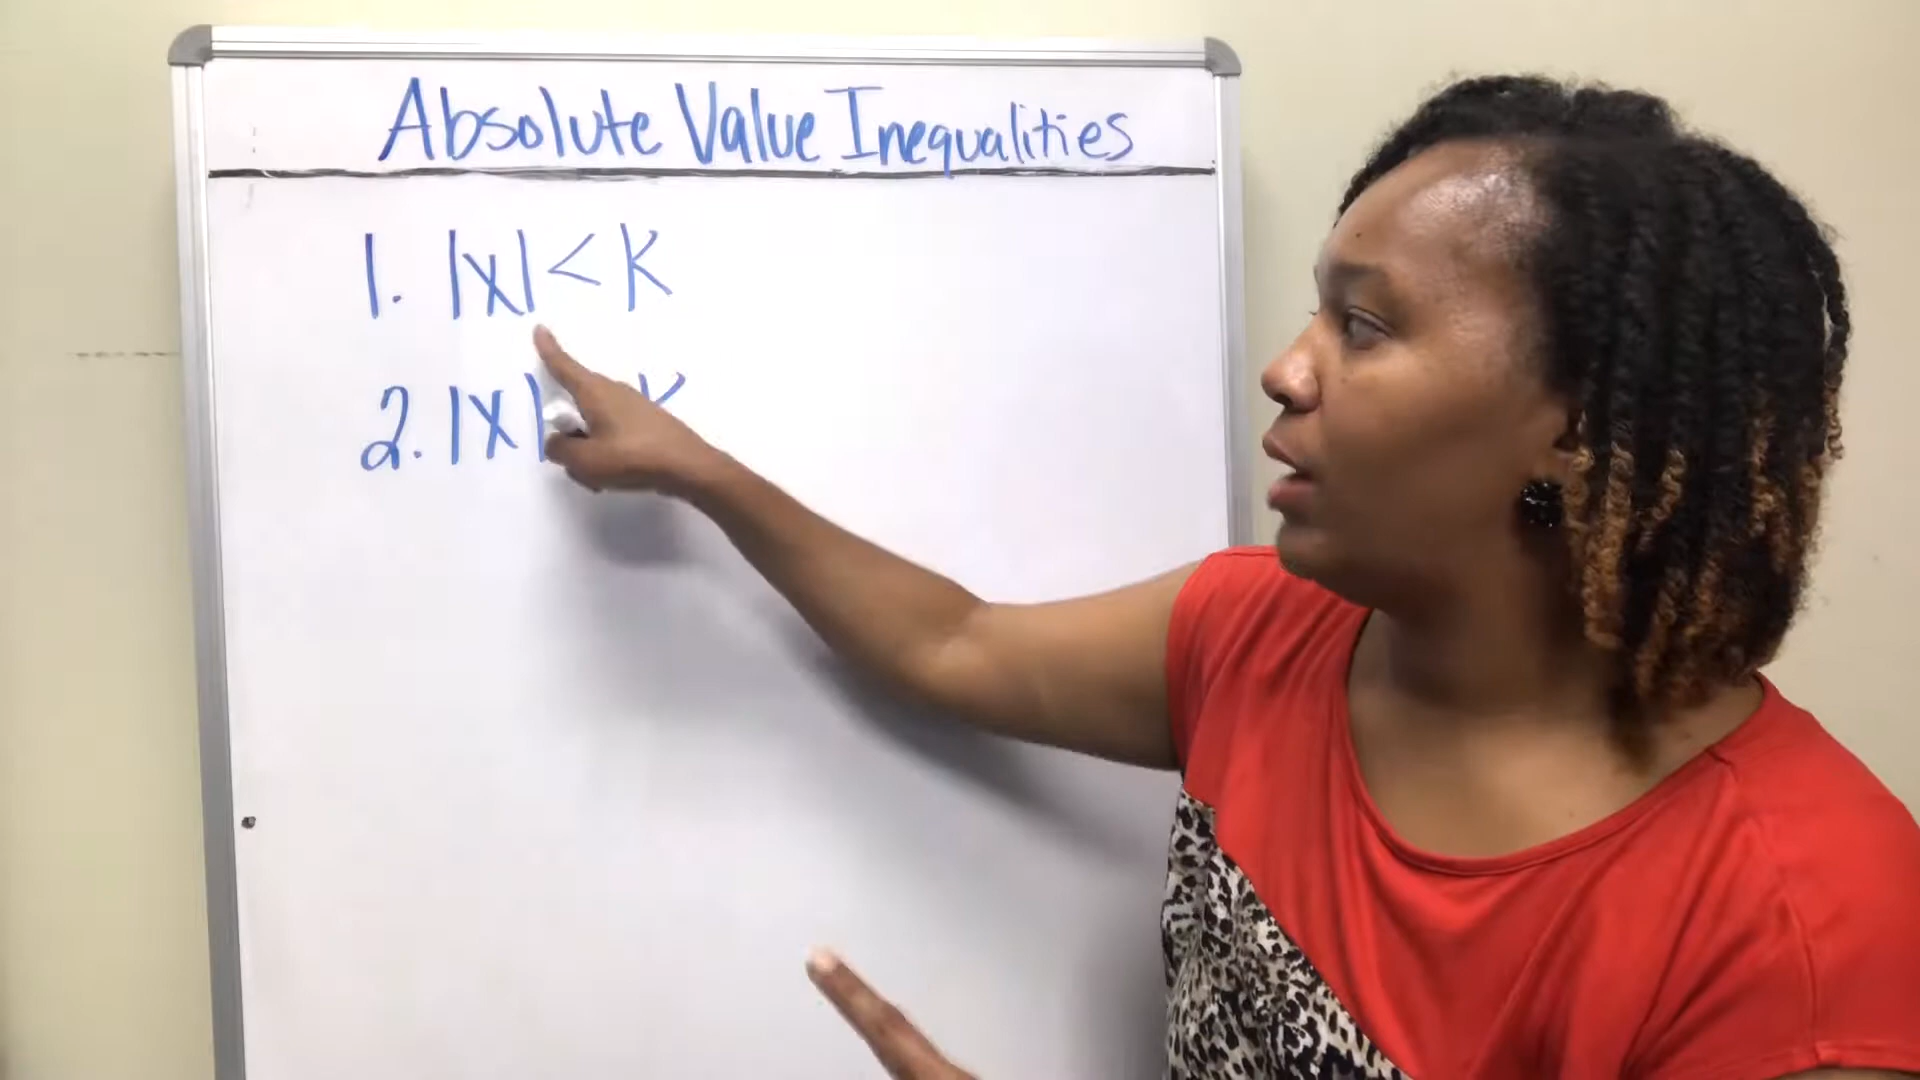 Absolute Value Inequalities
1. |x| < K
2. |X| K